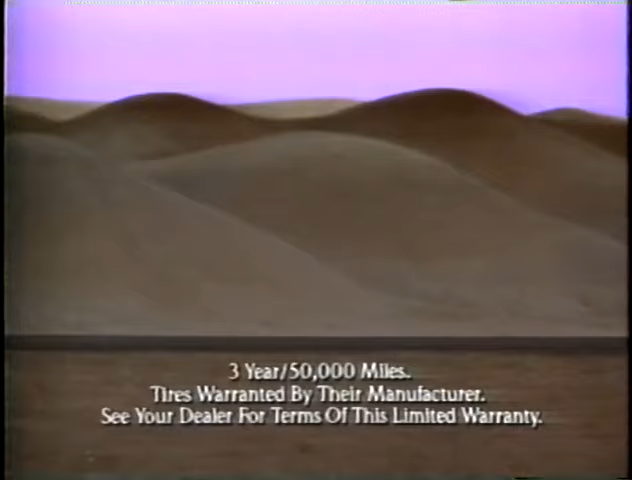 3 Year/50,000 Miles.
Tires Warranted By Their Manufacturer.
See Your Dealer For Terms Of This Limited Warranty.